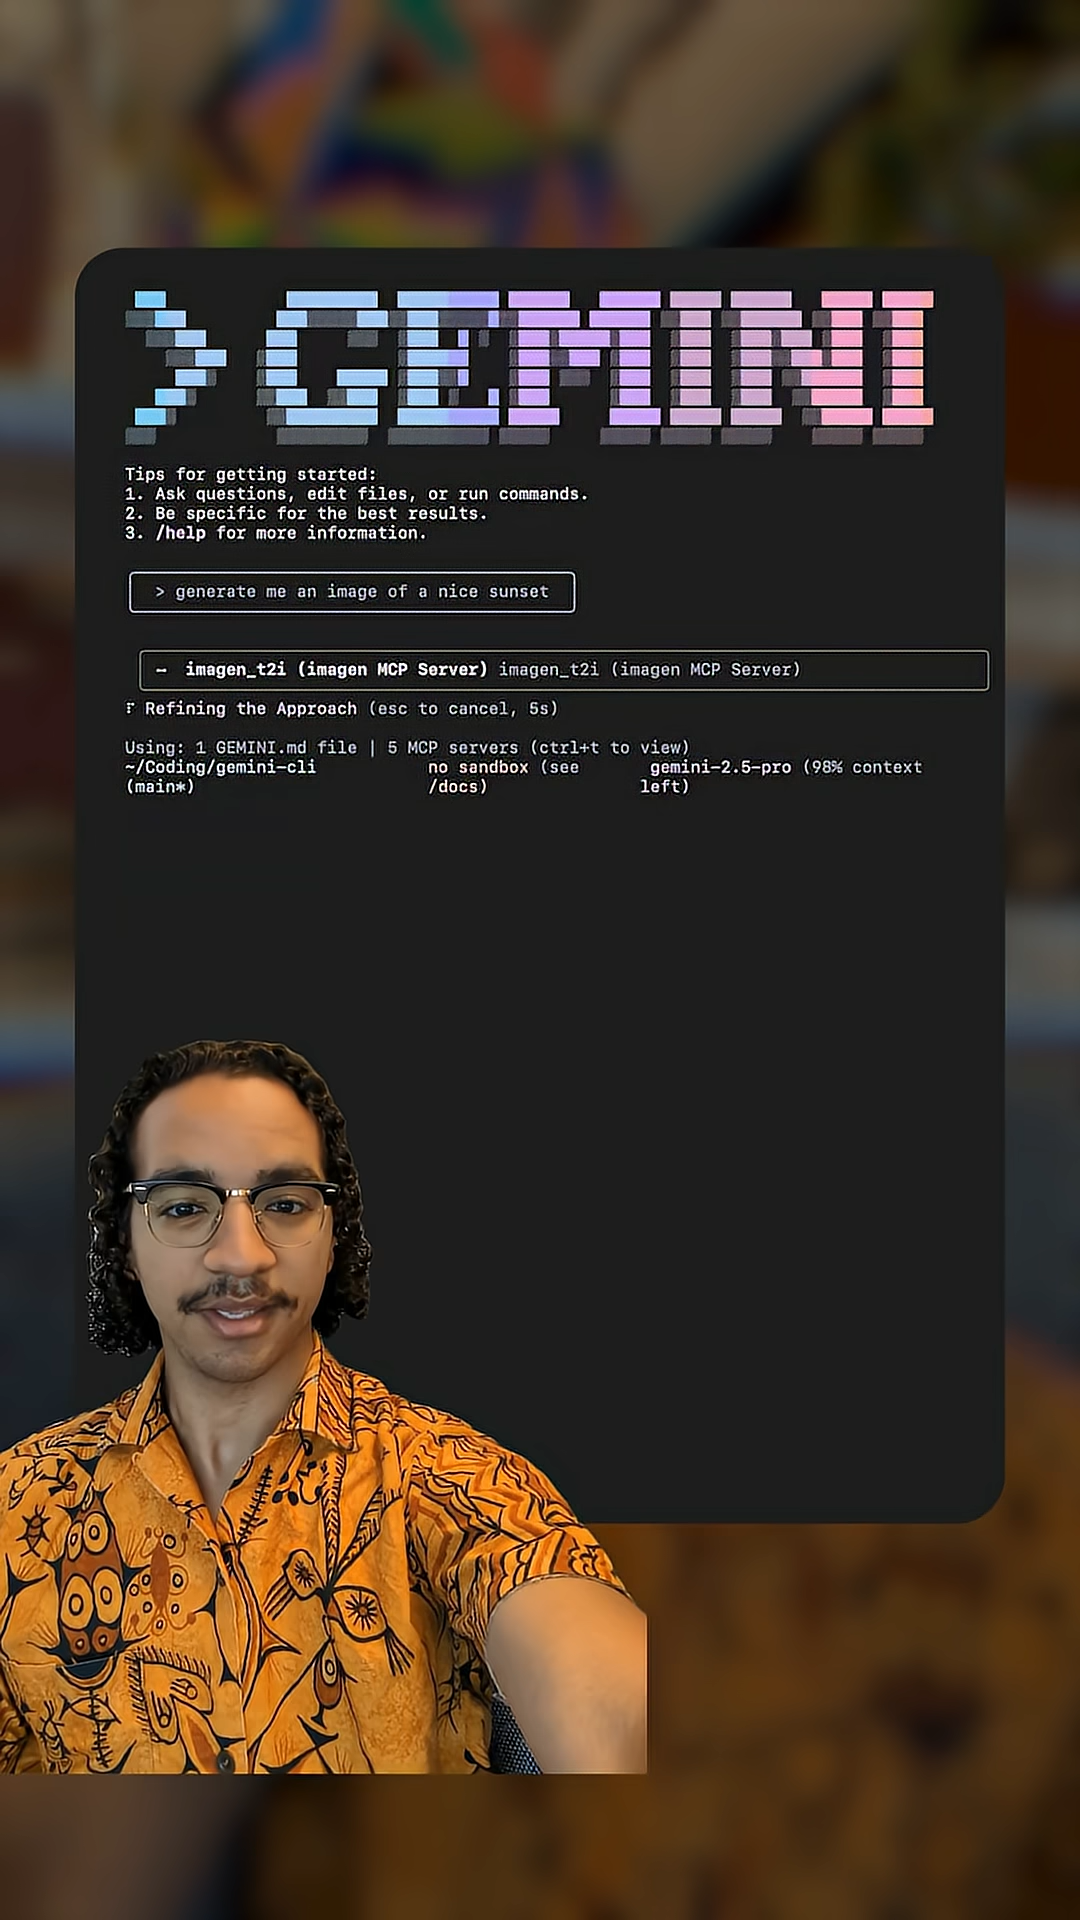 >GEMINI
Tips for getting started:
1. Ask questions, edit files, or run commands.
2. Be specific for the best results.
3. /help for more information.
> generate me an image of a nice sunset
— imagen_t2i (imagen MCP Server) imagen_t2i (imagen MCP Server)
⠏ Refining the Approach (esc to cancel, 5s)
Using: 1 GEMINI.md file | 5 MCP servers (ctrl+t to view)
~/Coding/gemini-cli no sandbox (see gemini-2.5-pro (98% context
(main*) /docs) left)